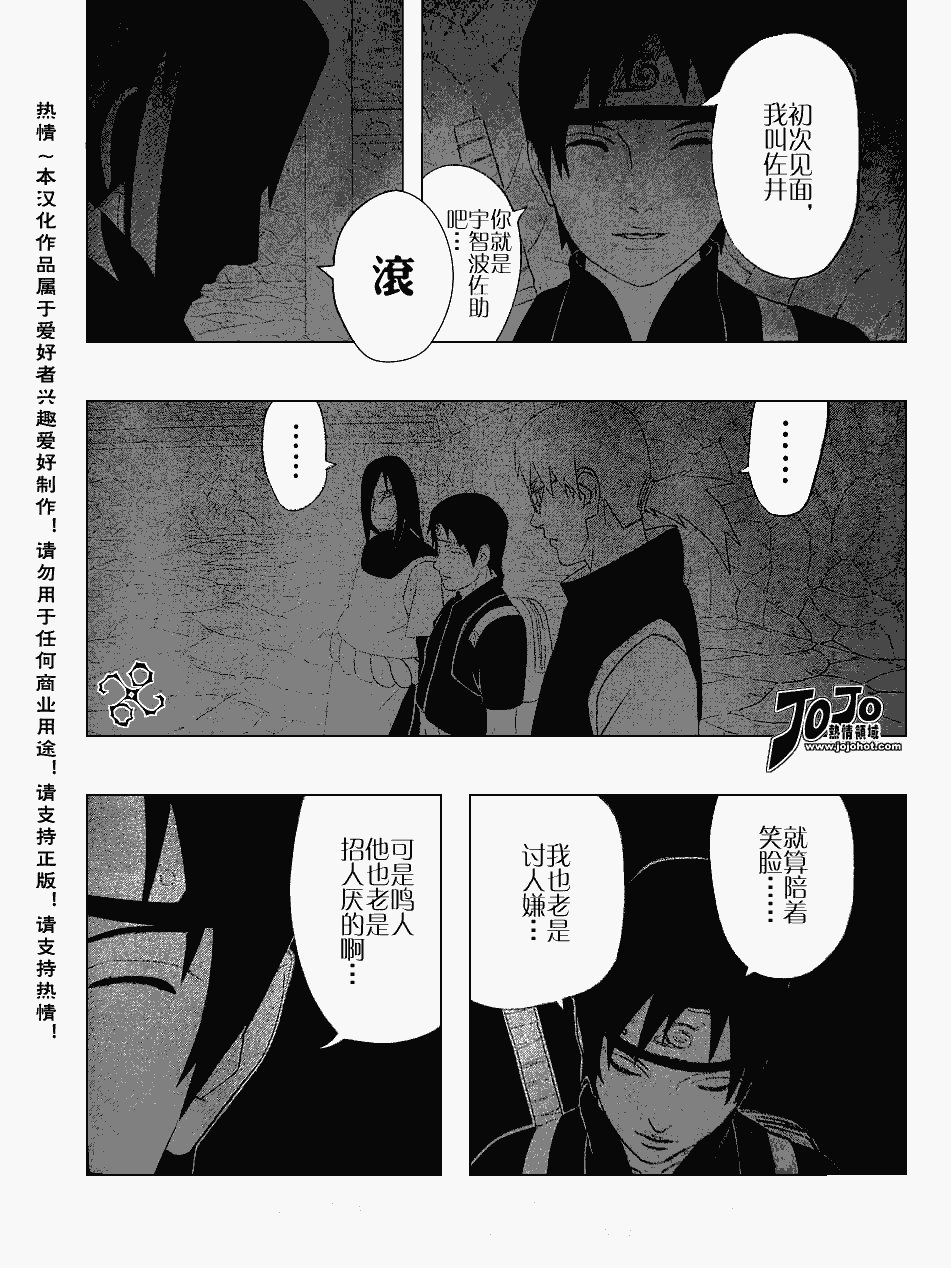 初次见面，
我叫佐井
你就是
宇智波佐助
吧…
滾
……
……
就算陪着
笑脸……
我也老是
讨人嫌…
可是鸣人
他也老是
招人厌的啊…
JOJO
熱情領域
www.jojohot.com
热情～本汉化作品属于爱好者兴趣爱好制作！请勿用于任何商业用途！请支持正版！请支持热情！